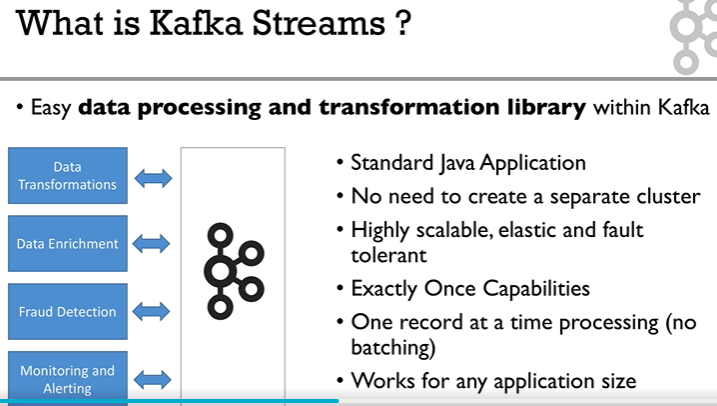 What is Kafka Streams ?
• Easy data processing and transformation library within Kafka
Data
Transformations
Data Enrichment
Fraud Detection
Monitoring and
Alerting
• Standard Java Application
• No need to create a separate cluster
• Highly scalable, elastic and fault
tolerant
• Exactly Once Capabilities
• One record at a time processing (no
batching)
• Works for any application size